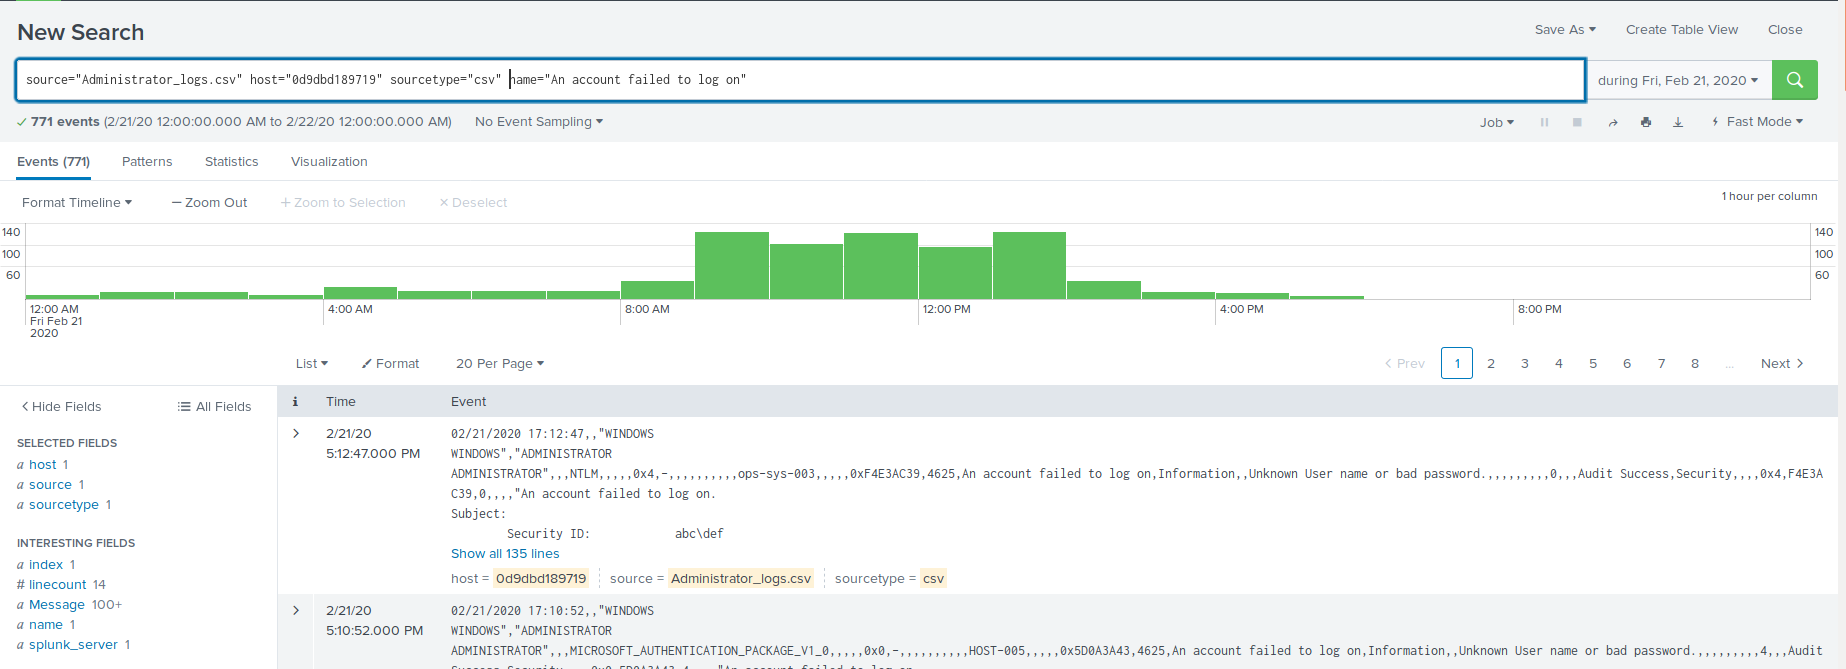 New Search
Save As
Create Table View
Close
source="Administrator_logs.csv" host="0d9dbd189719" sourcetype="csv" name="An account failed to log on"
during Fri, Feb 21, 2020
771 events (2/21/20 12:00:00.000 AM to 2/22/20 12:00:00.000 AM)
No Event Sampling
Job
Fast Mode
Events (771)
Patterns
Statistics
Visualization
Format Timeline
— Zoom Out
+ Zoom to Selection
× Deselect
1 hour per column
140
100
60
140
100
60
12:00 AM
Fri Feb 21
2020
4:00 AM
8:00 AM
12:00 PM
4:00 PM
8:00 PM
List
Format
20 Per Page
< Prev
1
2
3
4
5
6
7
8
...
Next >
< Hide Fields
All Fields
SELECTED FIELDS
a host 1
a source 1
a sourcetype 1
INTERESTING FIELDS
a index 1
# linecount 14
a Message 100+
a name 1
a splunk_server 1
i
Time
Event
2/21/20
5:12:47.000 PM
02/21/2020 17:12:47,,"WINDOWS
WINDOWS","ADMINISTRATOR
ADMINISTRATOR",,,NTLM,,,,,0x4,-,,,,,,,,,,ops-sys-003,,,,,0xF4E3AC39,4625,An account failed to log on,Information,,Unknown User name or bad password.,,,,,,,,,0,,,Audit Success,Security,,,,0x4,F4E3A
C39,0,,,,"An account failed to log on.
Subject:
Security ID: abc\def
Show all 135 lines
host = 0d9dbd189719
source = Administrator_logs.csv
sourcetype = csv
2/21/20
5:10:52.000 PM
02/21/2020 17:10:52,,"WINDOWS
WINDOWS","ADMINISTRATOR
ADMINISTRATOR",,,MICROSOFT_AUTHENTICATION_PACKAGE_V1_0,,,,,0x0,-,,,,,,,,,,HOST-005,,,,,0x5D0A3A43,4625,An account failed to log on,Information,,Unknown User name or bad password.,,,,,,,,,4,,,Audit